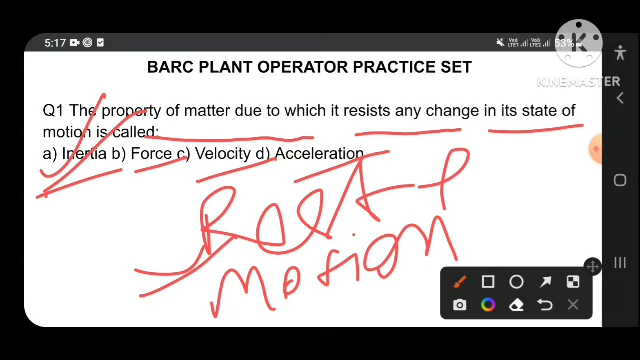 5:17 53%
KINEMASTER
BARC PLANT OPERATOR PRACTICE SET
Q1 The property of matter due to which it resists any change in its state of
motion is called:
a) Inertia b) Force c) Velocity d) Acceleration
Rest
motion